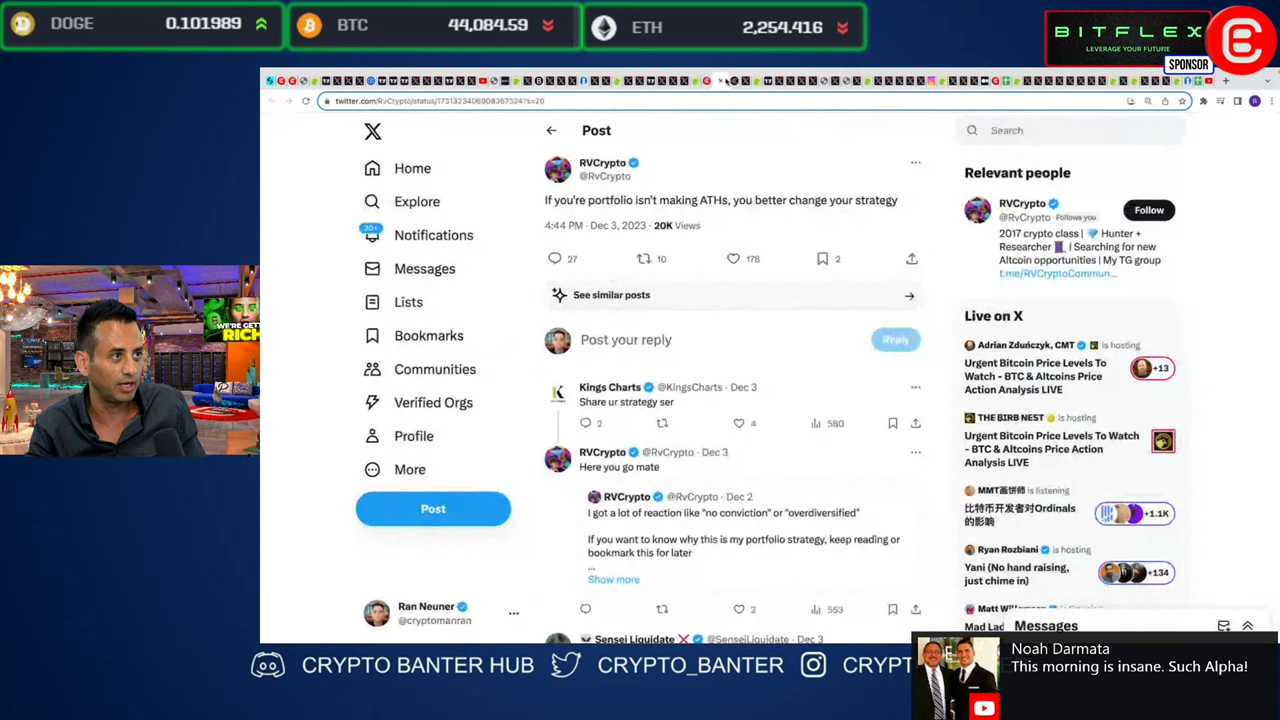 DOGE 0.101989
BTC 44,084.59
ETH 2,254.416
BITFLEX
LEVERAGE YOUR FUTURE
SPONSOR
X
Post
Search
Home
Explore
20+
Notifications
Messages
Lists
Bookmarks
Communities
Verified Orgs
Profile
More
Post
Ran Neuner
@cryptomanran
RVCrypto
@RvCrypto
If you're portfolio isn't making ATHs, you better change your strategy
4:44 PM · Dec 3, 2023 · 20K Views
27 10 178 2
See similar posts
Post your reply
Reply
Kings Charts @KingsCharts · Dec 3
Share ur strategy ser
2 4 580
RVCrypto @RvCrypto · Dec 3
Here you go mate
RVCrypto @RvCrypto · Dec 2
I got a lot of reaction like "no conviction" or "overdiversified"
If you want to know why this is my portfolio strategy, keep reading or
bookmark this for later
...
Show more
2 553
Sensei Liquidate @SenseiLiquidate · Dec 3
Relevant people
RVCrypto
@RvCrypto Follows you
Follow
2017 crypto class | Hunter +
Researcher | Searching for new
Altcoin opportunities | My TG group
t.me/RVCryptoCommun...
Live on X
Adrian Zduńczyk, CMT is hosting
Urgent Bitcoin Price Levels To
Watch - BTC & Altcoins Price
Action Analysis LIVE
+13
THE BIRB NEST is hosting
Urgent Bitcoin Price Levels To Watch
- BTC & Altcoins Price Action
Analysis LIVE
MMT画饼师 is listening
比特币开发者对Ordinals
的影响
+1.1K
Ryan Rozbiani is hosting
Yani (No hand raising,
just chime in)
+134
Messages
WE'RE GETT
RICH
CRYPTO BANTER HUB
CRYPTO_BANTER
CRYPT
Noah Darmata
This morning is insane. Such Alpha!